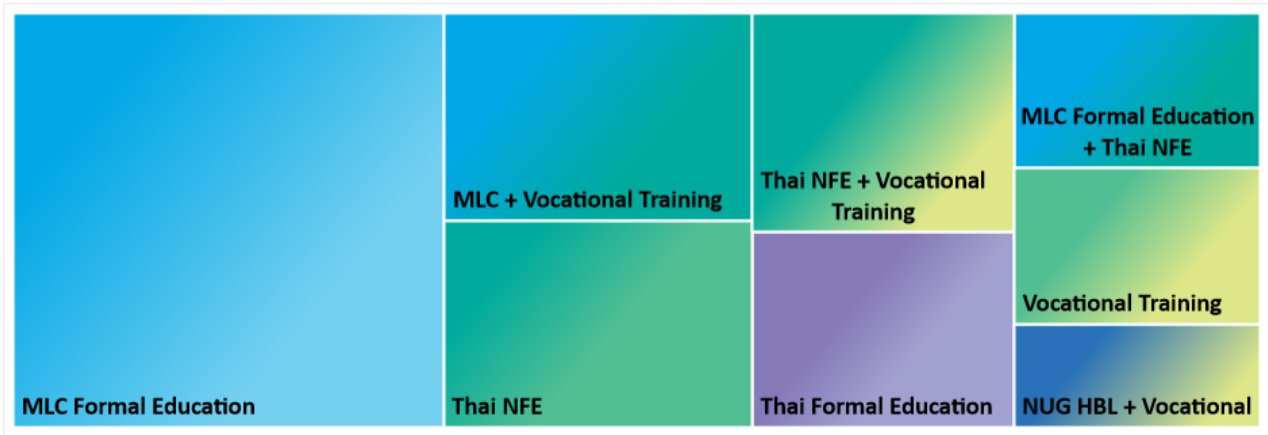 MLC Formal Education
MLC + Vocational Training
Thai NFE
Thai NFE + Vocational
Training
Thai Formal Education
MLC Formal Education
+ Thai NFE
Vocational Training
NUG HBL + Vocational